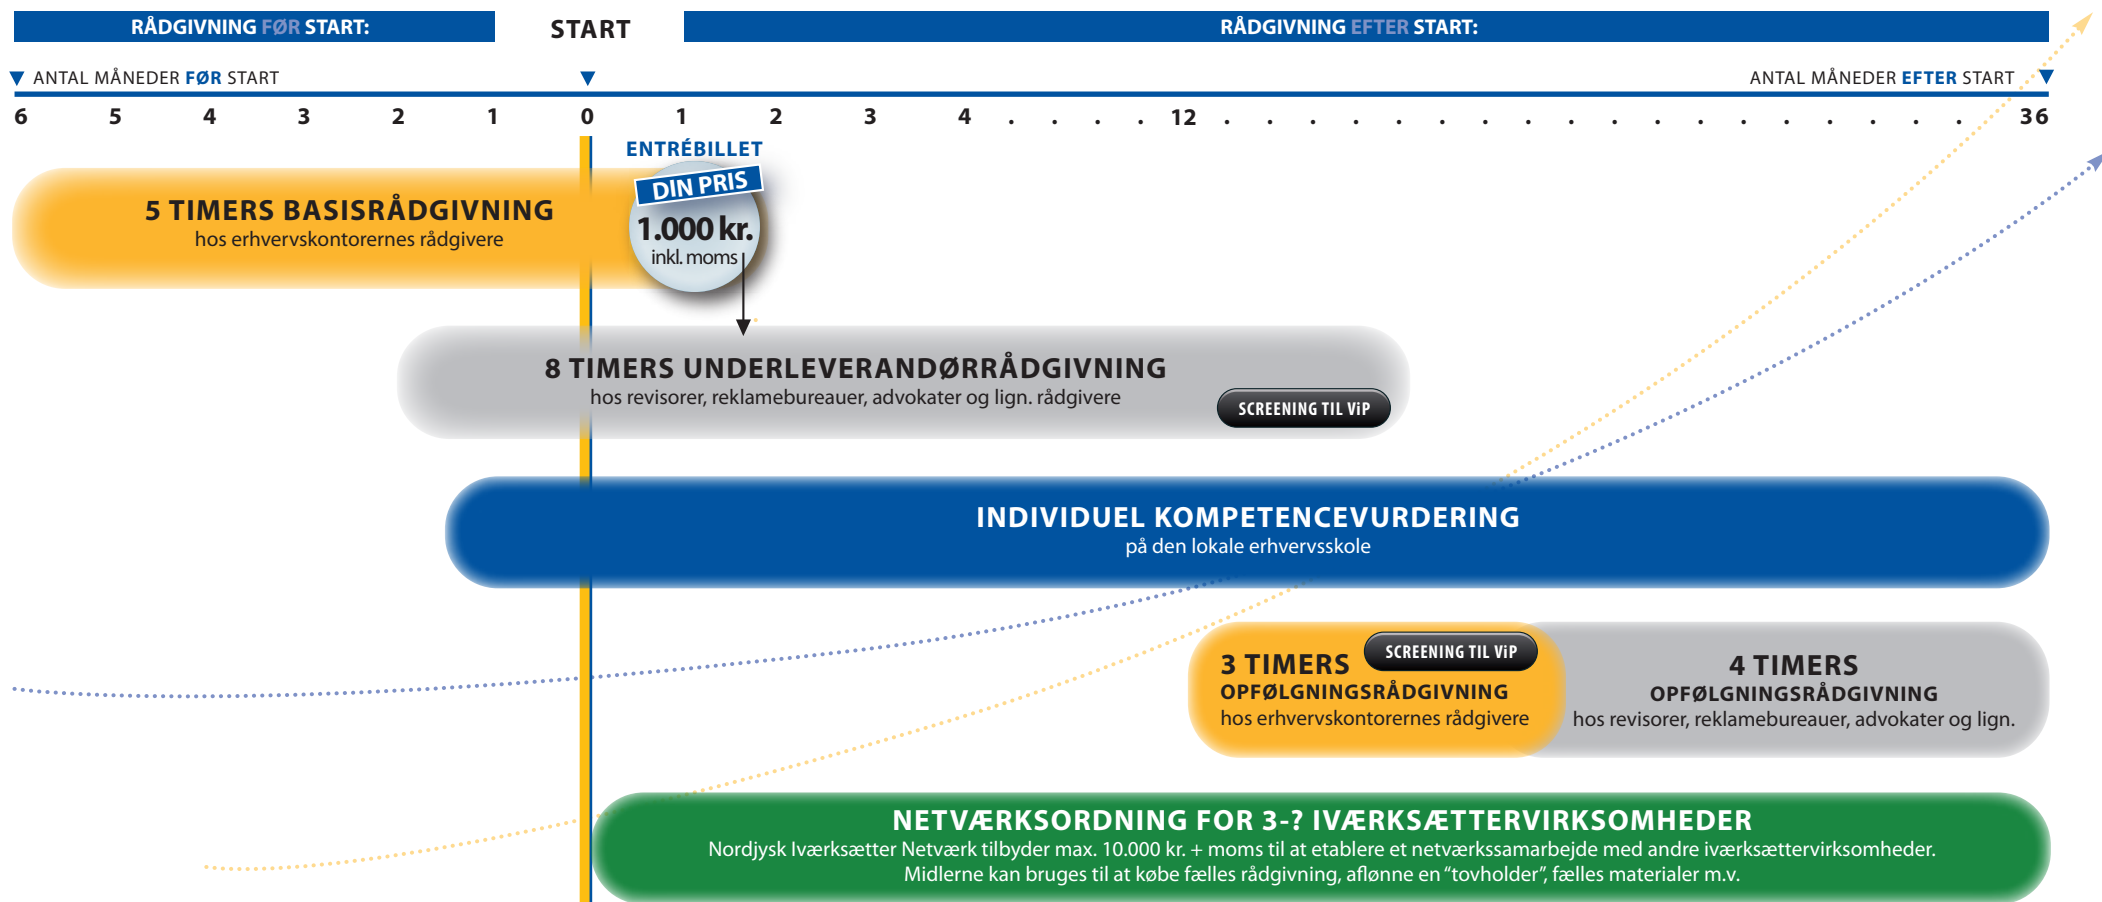 RÅDGIVNING FØR START:
START
RÅDGIVNING EFTER START:
ANTAL MÅNEDER FØR START
ANTAL MÅNEDER EFTER START
6 5 4 3 2 1 0 1 2 3 4 . . . . 12 . . . . . . . . . . . . . . . . . . 36
ENTRÉBILLET
DIN PRIS
1.000 kr.
inkl. moms
5 TIMERS BASISRÅDGIVNING
hos erhvervskontorernes rådgivere
8 TIMERS UNDERLEVERANDØRRÅDGIVNING
hos revisorer, reklamebureauer, advokater og lign. rådgivere
SCREENING TIL ViP
INDIVIDUEL KOMPETENCEVURDERING
på den lokale erhvervsskole
3 TIMERS
SCREENING TIL ViP
OPFØLGNINGSRÅDGIVNING
hos erhvervskontorernes rådgivere
4 TIMERS
OPFØLGNINGSRÅDGIVNING
hos revisorer, reklamebureauer, advokater og lign.
NETVÆRKSORDNING FOR 3-? IVÆRKSÆTTERVIRKSOMHEDER
Nordjysk Iværksætter Netværk tilbyder max. 10.000 kr. + moms til at etablere et netværkssamarbejde med andre iværksættervirksomheder.
Midlerne kan bruges til at købe fælles rådgivning, aflønne en "tovholder", fælles materialer m.v.